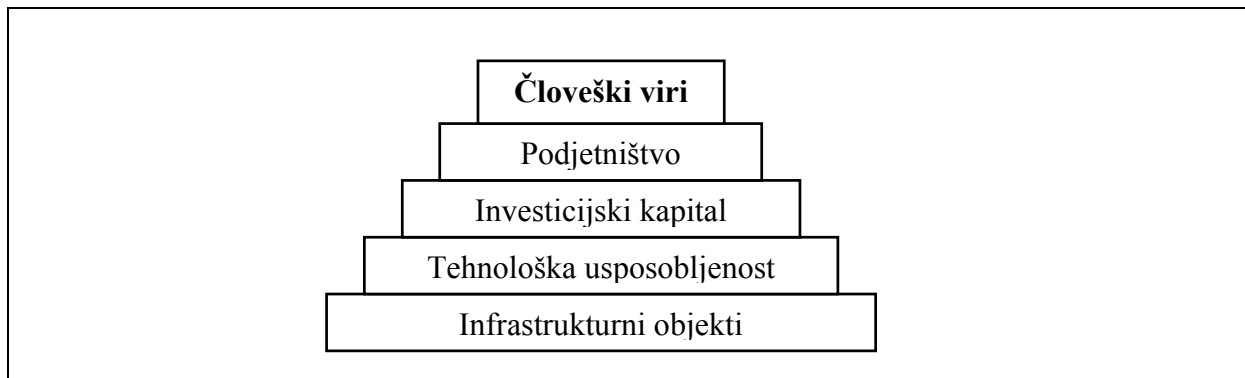 Človeški viri
Podjetništvo
Investicijski kapital
Tehnološka usposobljenost
Infrastrukturni objekti